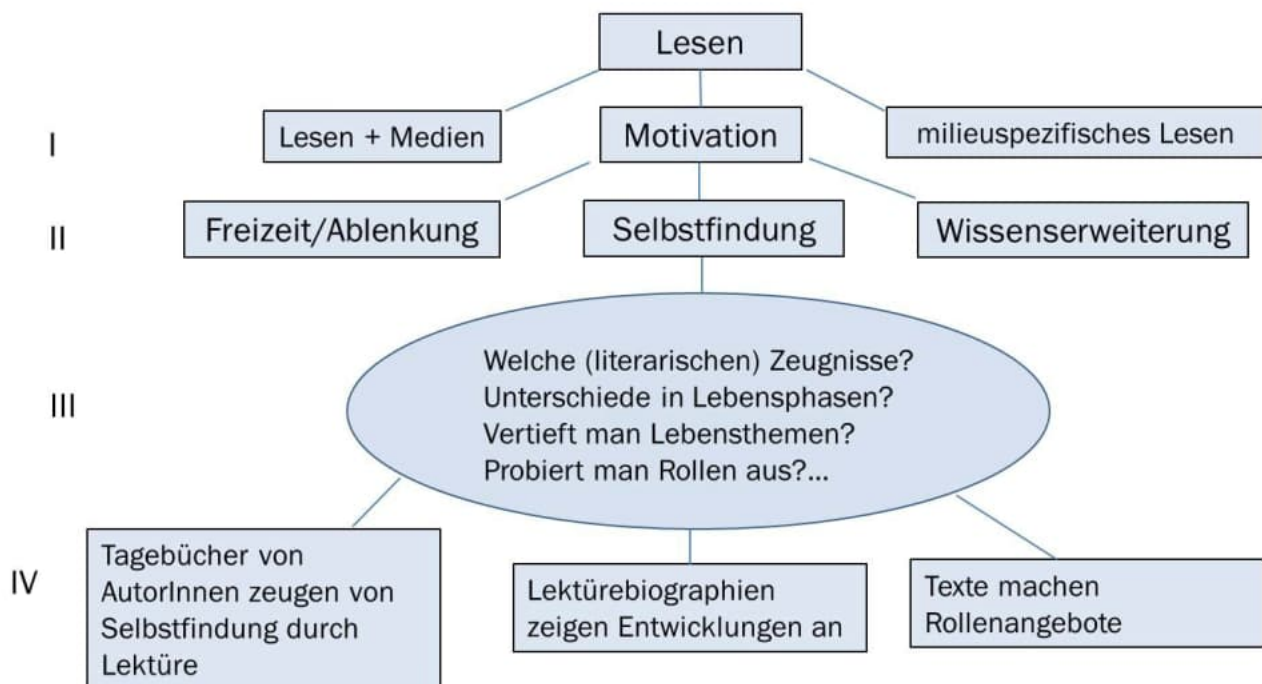 Lesen
I
Lesen + Medien
Motivation
milieuspezifisches Lesen
II
Freizeit/Ablenkung
Selbstfindung
Wissenserweiterung
III
Welche (literarischen) Zeugnisse?
Unterschiede in Lebensphasen?
Vertieft man Lebensthemen?
Probiert man Rollen aus?...
IV
Tagebücher von
AutorInnen zeugen von
Selbstfindung durch
Lektüre
Lektürebiographien
zeigen Entwicklungen an
Texte machen
Rollenangebote